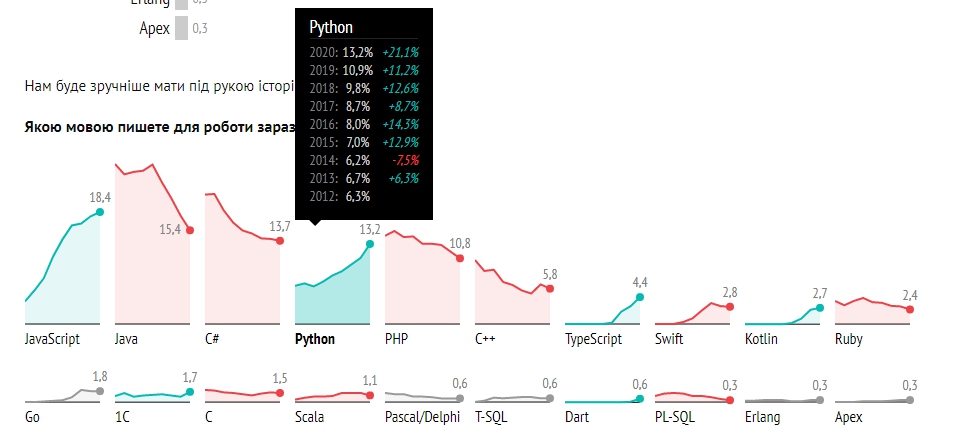 Erlang 0,3
Apex 0,3
Python
2020: 13,2% +21,1%
2019: 10,9% +11,2%
2018: 9,8% +12,6%
2017: 8,7% +8,7%
2016: 8,0% +14,3%
2015: 7,0% +12,9%
2014: 6,2% -7,5%
2013: 6,7% +6,3%
2012: 6,3%
Нам буде зручніше мати під рукою історі
Якою мовою пишете для роботи зараз
18,4 15,4 13,7 13,2 10,8 5,8 4,4 2,8 2,7 2,4
JavaScript Java C# Python PHP C++ TypeScript Swift Kotlin Ruby
1,8 1,7 1,5 1,1 0,6 0,6 0,6 0,3 0,3 0,3
Go 1C C Scala Pascal/Delphi T-SQL Dart PL-SQL Erlang Apex